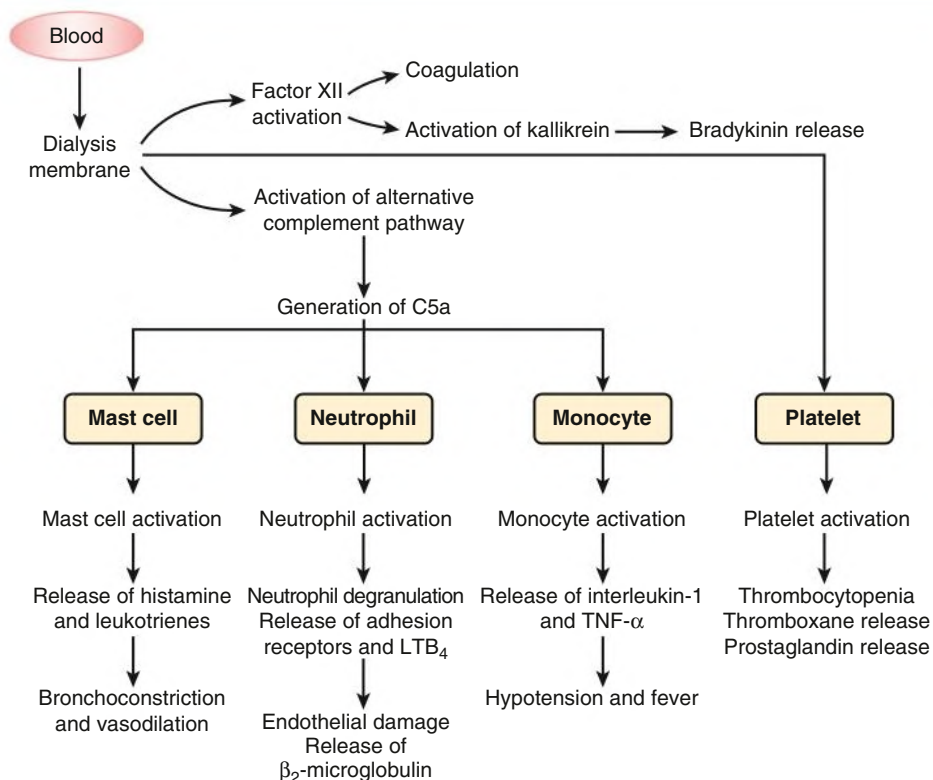 Blood
Dialysis
membrane
Factor XII
activation
Coagulation
Activation of kallikrein
Bradykinin release
Activation of alternative
complement pathway
Generation of C5a
Mast cell
Neutrophil
Monocyte
Platelet
Mast cell activation
Neutrophil activation
Monocyte activation
Platelet activation
Release of histamine
and leukotrienes
Neutrophil degranulation
Release of adhesion
receptors and LTB₄
Release of interleukin-1
and TNF-α
Thrombocytopenia
Thromboxane release
Prostaglandin release
Bronchoconstriction
and vasodilation
Endothelial damage
Release of
β₂-microglobulin
Hypotension and fever